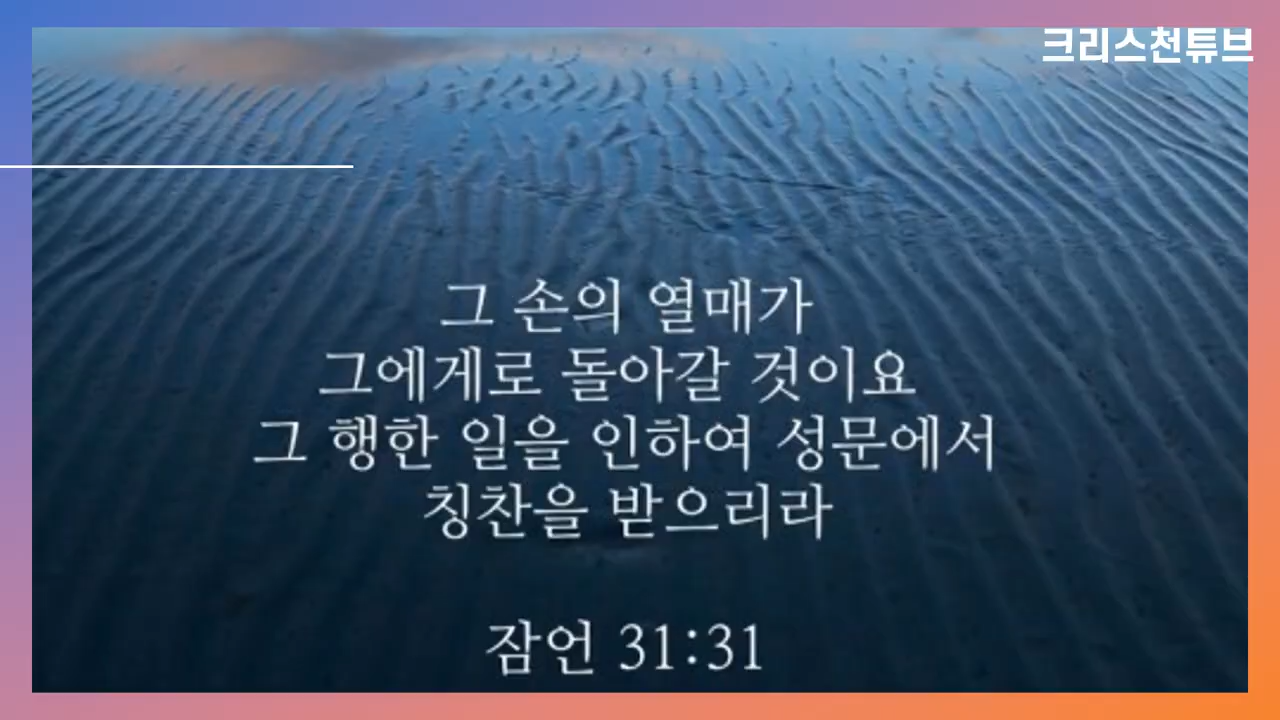 크리스천튜브
그 손의 열매가
그에게로 돌아갈 것이요
그 행한 일을 인하여 성문에서
칭찬을 받으리라
잠언 31:31